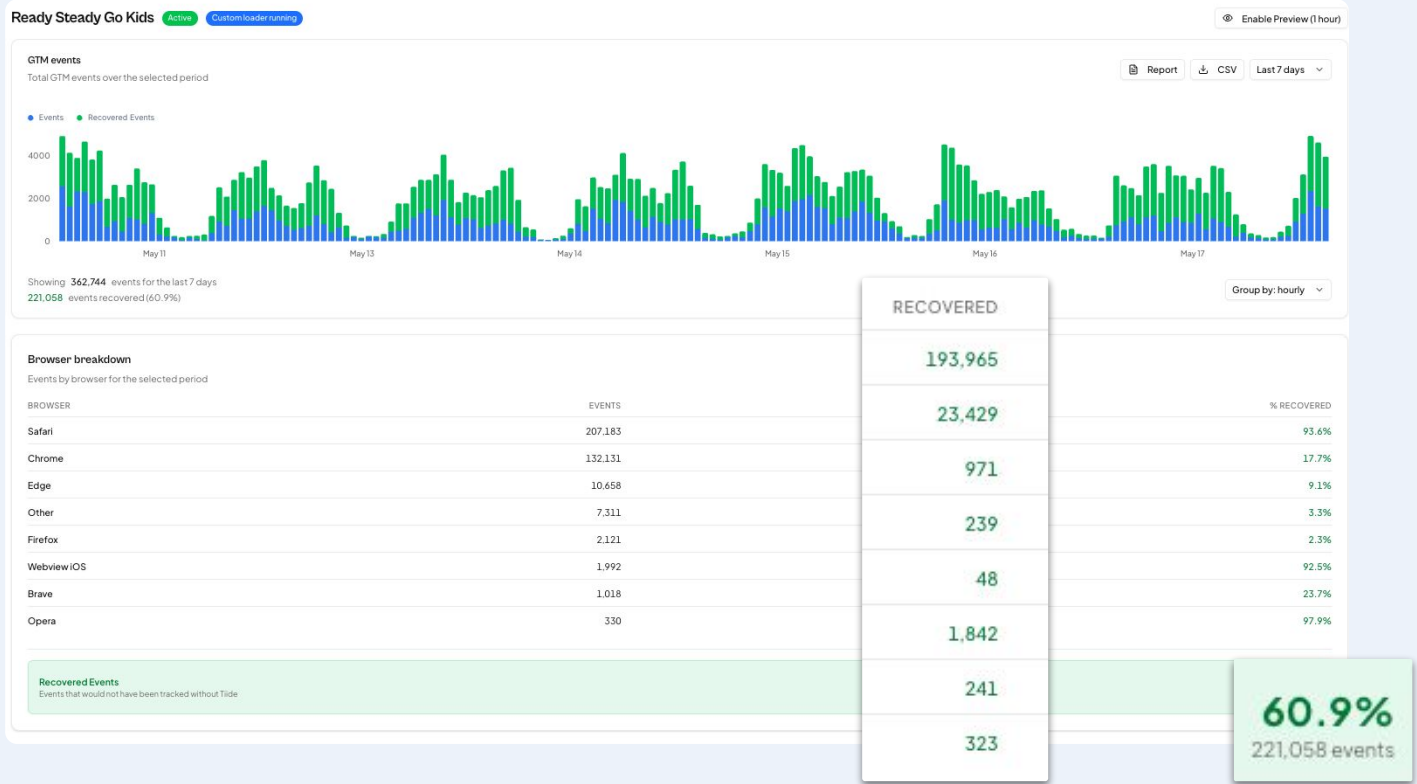 Ready Steady Go Kids Active Custom loader running Enable Preview (1 hour)
GTM events
Total GTM events over the selected period
Report CSV Last 7 days
Events Recovered Events
4000
2000
0
May 11 May 13 May 14 May 15 May 16 May 17
Showing 362,744 events for the last 7 days
221,058 events recovered (60.9%)
Group by: hourly
Browser breakdown
Events by browser for the selected period
BROWSER EVENTS RECOVERED % RECOVERED
Safari 207,183 193,965 93.6%
Chrome 132,131 23,429 17.7%
Edge 10,658 971 9.1%
Other 7,311 239 3.3%
Firefox 2,121 48 2.3%
Webview iOS 1,992 1,842 92.5%
Brave 1,018 241 23.7%
Opera 330 323 97.9%
Recovered Events
Events that would not have been tracked without Tiide
60.9%
221,058 events